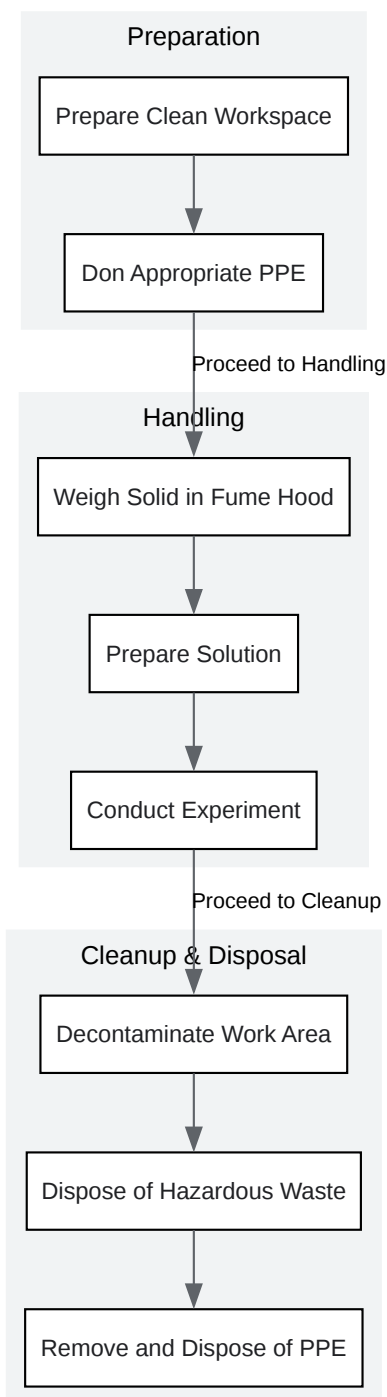 Preparation
Prepare Clean Workspace
Don Appropriate PPE
Proceed to Handling
Handling
Weigh Solid in Fume Hood
Prepare Solution
Conduct Experiment
Proceed to Cleanup
Cleanup & Disposal
Decontaminate Work Area
Dispose of Hazardous Waste
Remove and Dispose of PPE